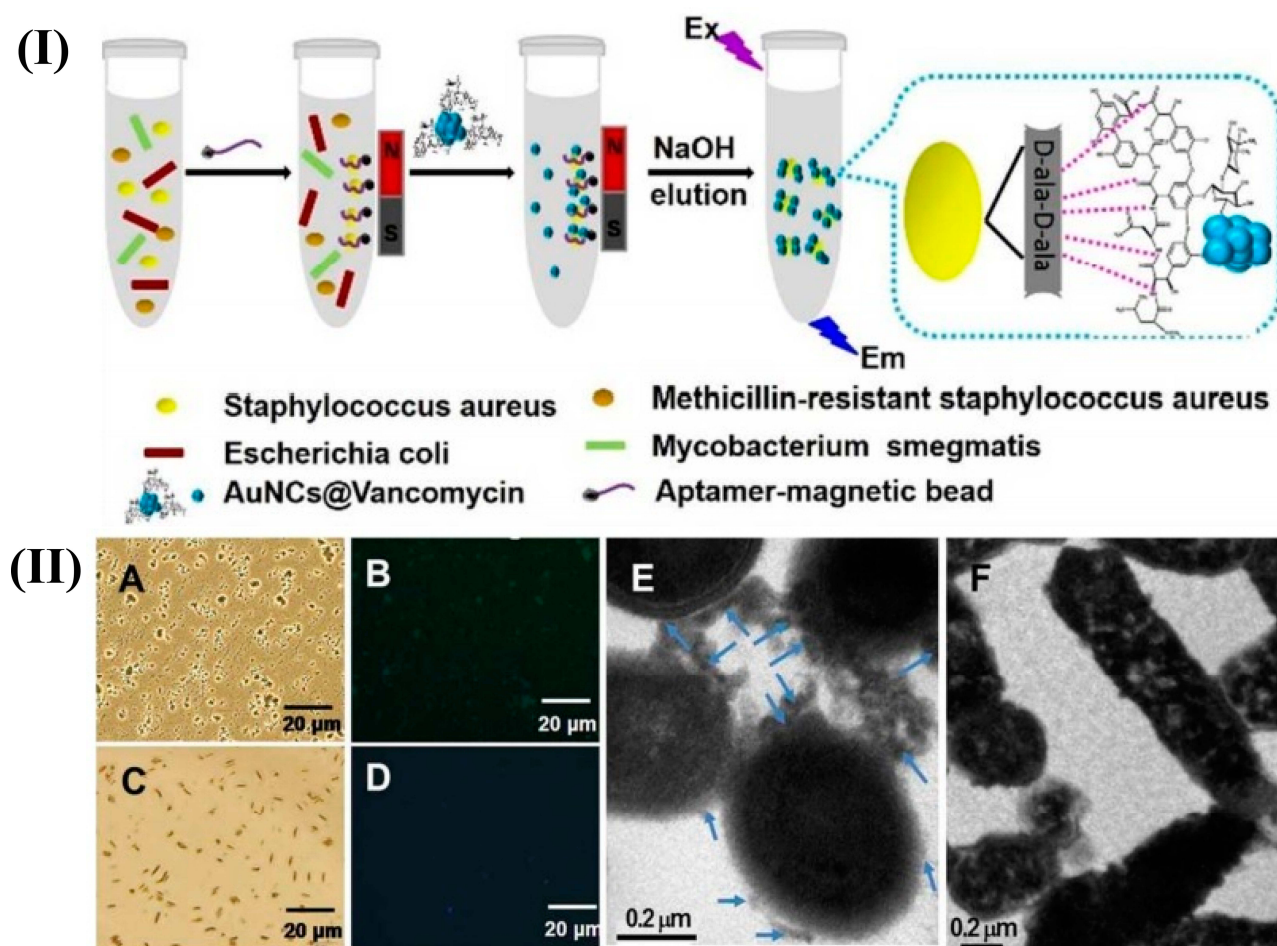 (I)
Ex
N
S
N
S
NaOH
elution
D-ala-D-ala
Em
Staphylococcus aureus
Methicillin-resistant staphylococcus aureus
Escherichia coli
Mycobacterium smegmatis
AuNCs@Vancomycin
Aptamer-magnetic bead
(II)
A
20 µm
B
20 µm
E
0.2 µm
F
0.2 µm
C
20 µm
D
20 µm